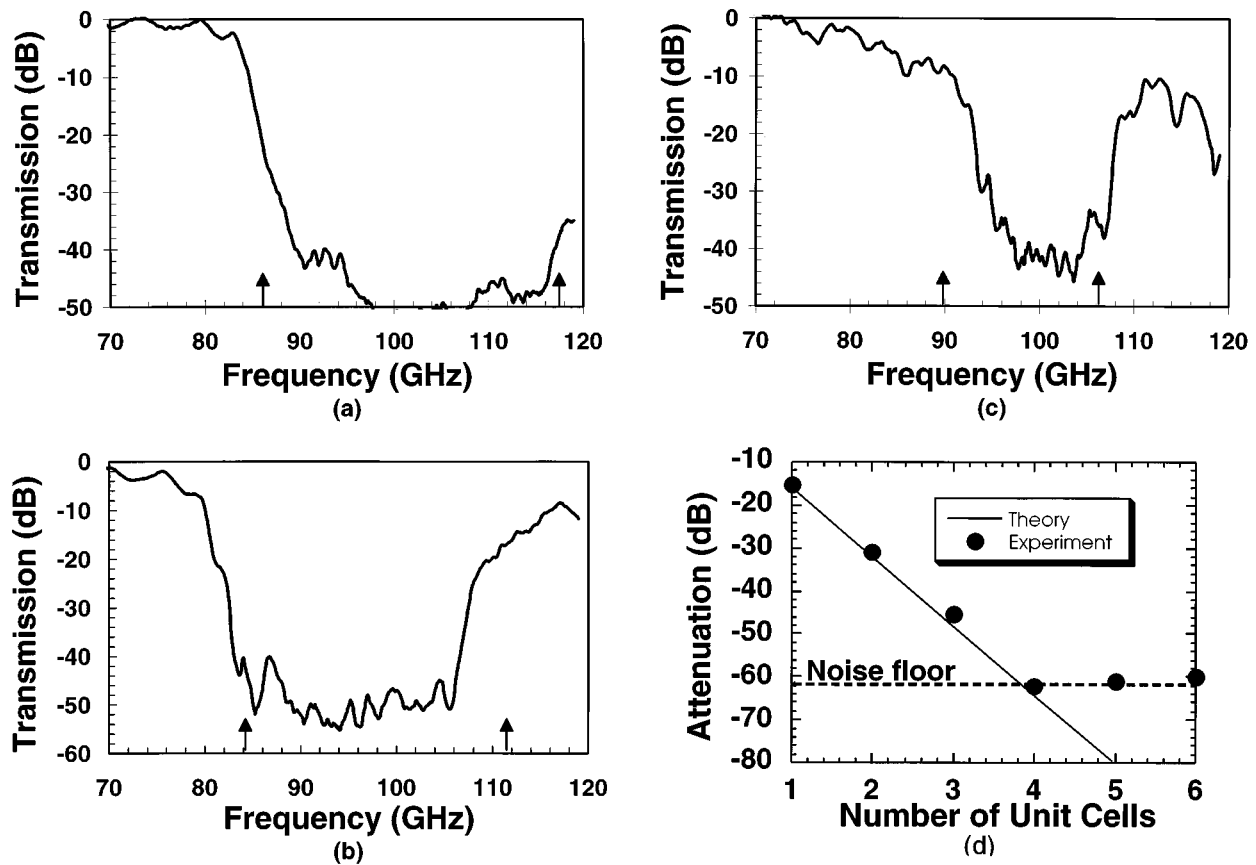 Transmission (dB)
0
-10
-20
-30
-40
-50
70 80 90 100 110 120
Frequency (GHz)
(a)
Transmission (dB)
0
-10
-20
-30
-40
-50
70 80 90 100 110 120
Frequency (GHz)
(c)
Transmission (dB)
0
-10
-20
-30
-40
-50
-60
70 80 90 100 110 120
Frequency (GHz)
(b)
Attenuation (dB)
-10
-20
-30
-40
-50
-60
-70
-80
Theory
Experiment
Noise floor
1 2 3 4 5 6
Number of Unit Cells
(d)